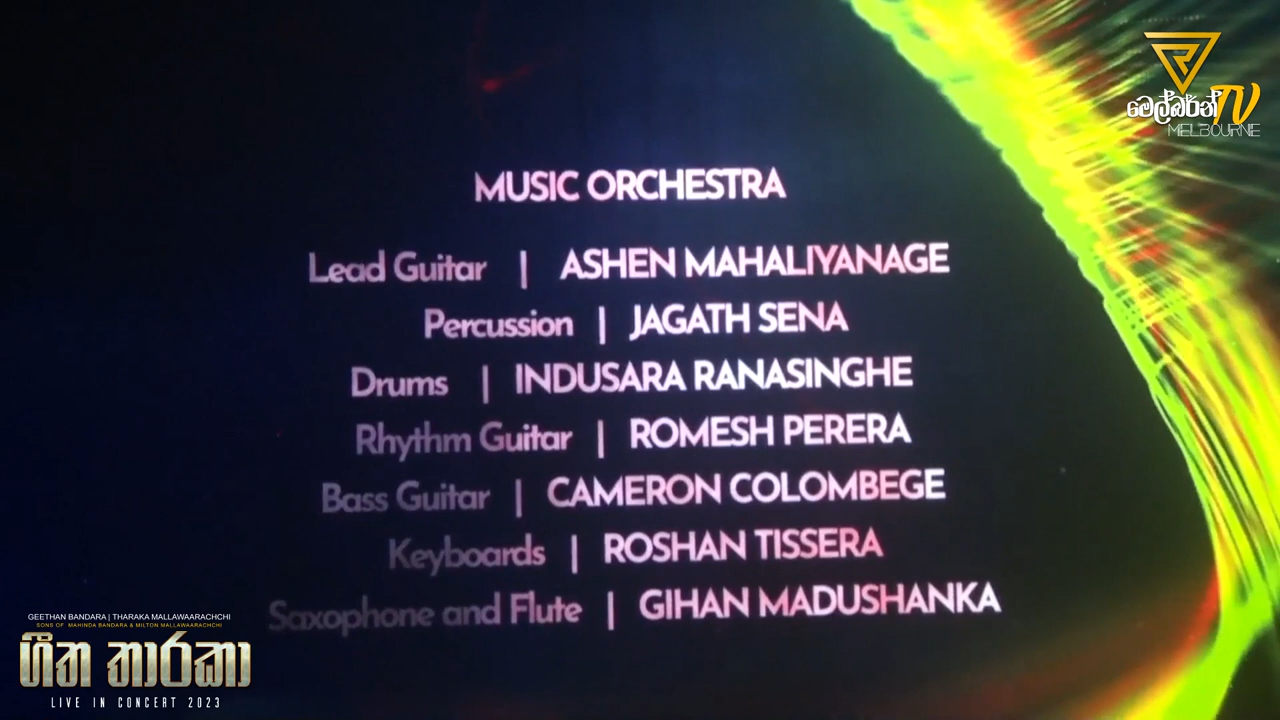 මෙල්බර්න් TV
MELBOURNE
MUSIC ORCHESTRA
Lead Guitar | ASHEN MAHALIYANAGE
Percussion | JAGATH SENA
Drums | INDUSARA RANASINGHE
Rhythm Guitar | ROMESH PERERA
Bass Guitar | CAMERON COLOMBEGE
Keyboards | ROSHAN TISSERA
Saxophone and Flute | GIHAN MADUSHANKA
GEETHAN BANDARA | THARAKA MALLAWAARACHCHI
SONS OF MAHINDA BANDARA & MILTON MALLAWAARACHCHI
ගීත තාරකා
LIVE IN CONCERT 2023